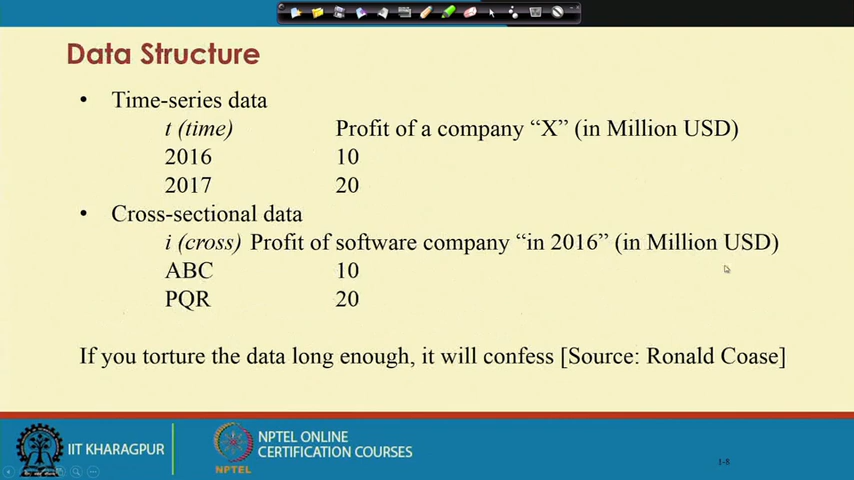 Data Structure
• Time-series data
t (time) Profit of a company “X” (in Million USD)
2016 10
2017 20
• Cross-sectional data
i (cross) Profit of software company “in 2016” (in Million USD)
ABC 10
PQR 20
If you torture the data long enough, it will confess [Source: Ronald Coase]
IIT KHARAGPUR
NPTEL
NPTEL ONLINE
CERTIFICATION COURSES
1-8